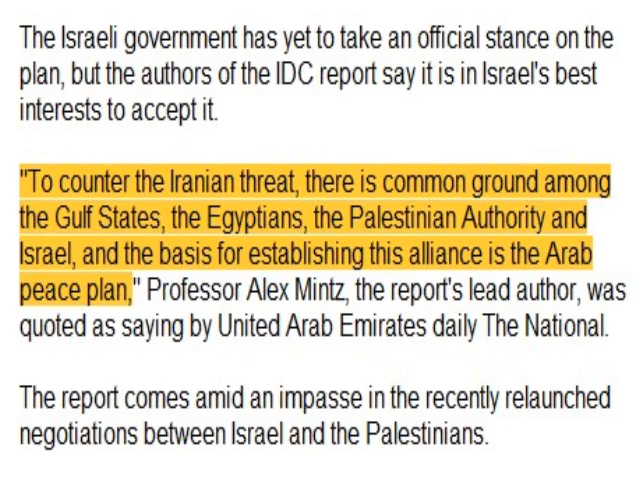 The Israeli government has yet to take an official stance on the
plan, but the authors of the IDC report say it is in Israel's best
interests to accept it.
"To counter the Iranian threat, there is common ground among
the Gulf States, the Egyptians, the Palestinian Authority and
Israel, and the basis for establishing this alliance is the Arab
peace plan," Professor Alex Mintz, the report's lead author, was
quoted as saying by United Arab Emirates daily The National.
The report comes amid an impasse in the recently relaunched
negotiations between Israel and the Palestinians.